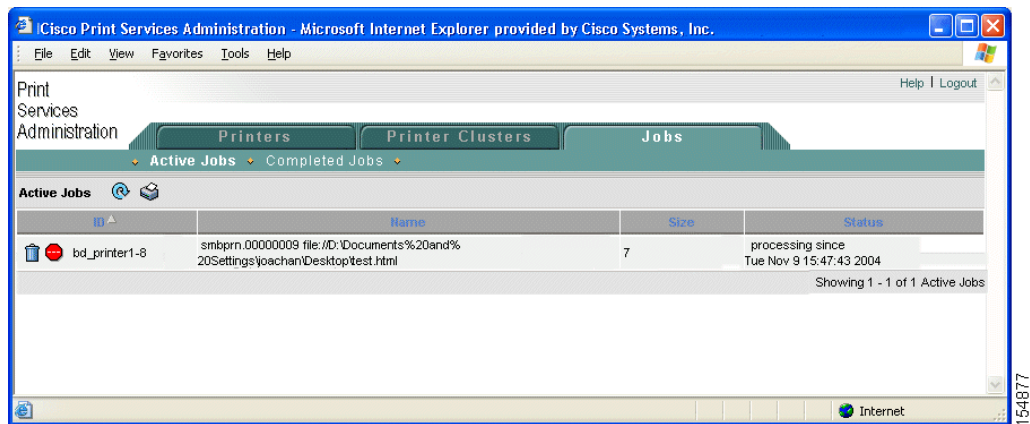 Cisco Print Services Administration - Microsoft Internet Explorer provided by Cisco Systems, Inc.
File Edit View Favorites Tools Help
Print
Services
Administration
Help | Logout
Printers Printer Clusters Jobs
Active Jobs Completed Jobs
Active Jobs
ID Name Size Status
bd_printer1-8
smbprn.00000009 file://D:\Documents%20and%
20Settings\joachan\Desktop\test.html
7
processing since
Tue Nov 9 15:47:43 2004
Showing 1 - 1 of 1 Active Jobs
Internet
154877